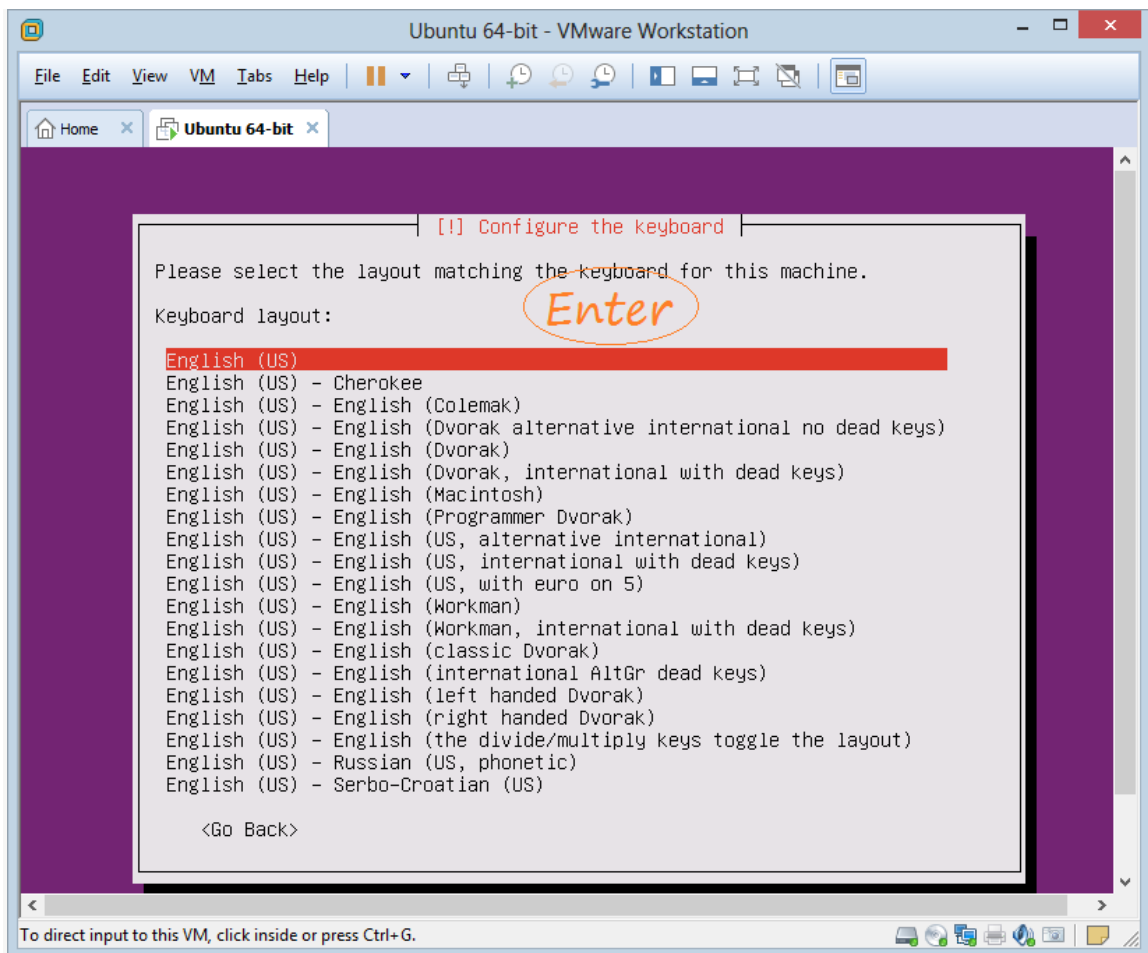 Ubuntu 64-bit - VMware Workstation
File Edit View VM Tabs Help
Home Ubuntu 64-bit
[!] Configure the keyboard
Please select the layout matching the keyboard for this machine.
Enter
Keyboard layout:
English (US)
English (US) - Cherokee
English (US) - English (Colemak)
English (US) - English (Dvorak alternative international no dead keys)
English (US) - English (Dvorak)
English (US) - English (Dvorak, international with dead keys)
English (US) - English (Macintosh)
English (US) - English (Programmer Dvorak)
English (US) - English (US, alternative international)
English (US) - English (US, international with dead keys)
English (US) - English (US, with euro on 5)
English (US) - English (Workman)
English (US) - English (Workman, international with dead keys)
English (US) - English (classic Dvorak)
English (US) - English (international AltGr dead keys)
English (US) - English (left handed Dvorak)
English (US) - English (right handed Dvorak)
English (US) - English (the divide/multiply keys toggle the layout)
English (US) - Russian (US, phonetic)
English (US) - Serbo-Croatian (US)
<Go Back>
To direct input to this VM, click inside or press Ctrl+G.